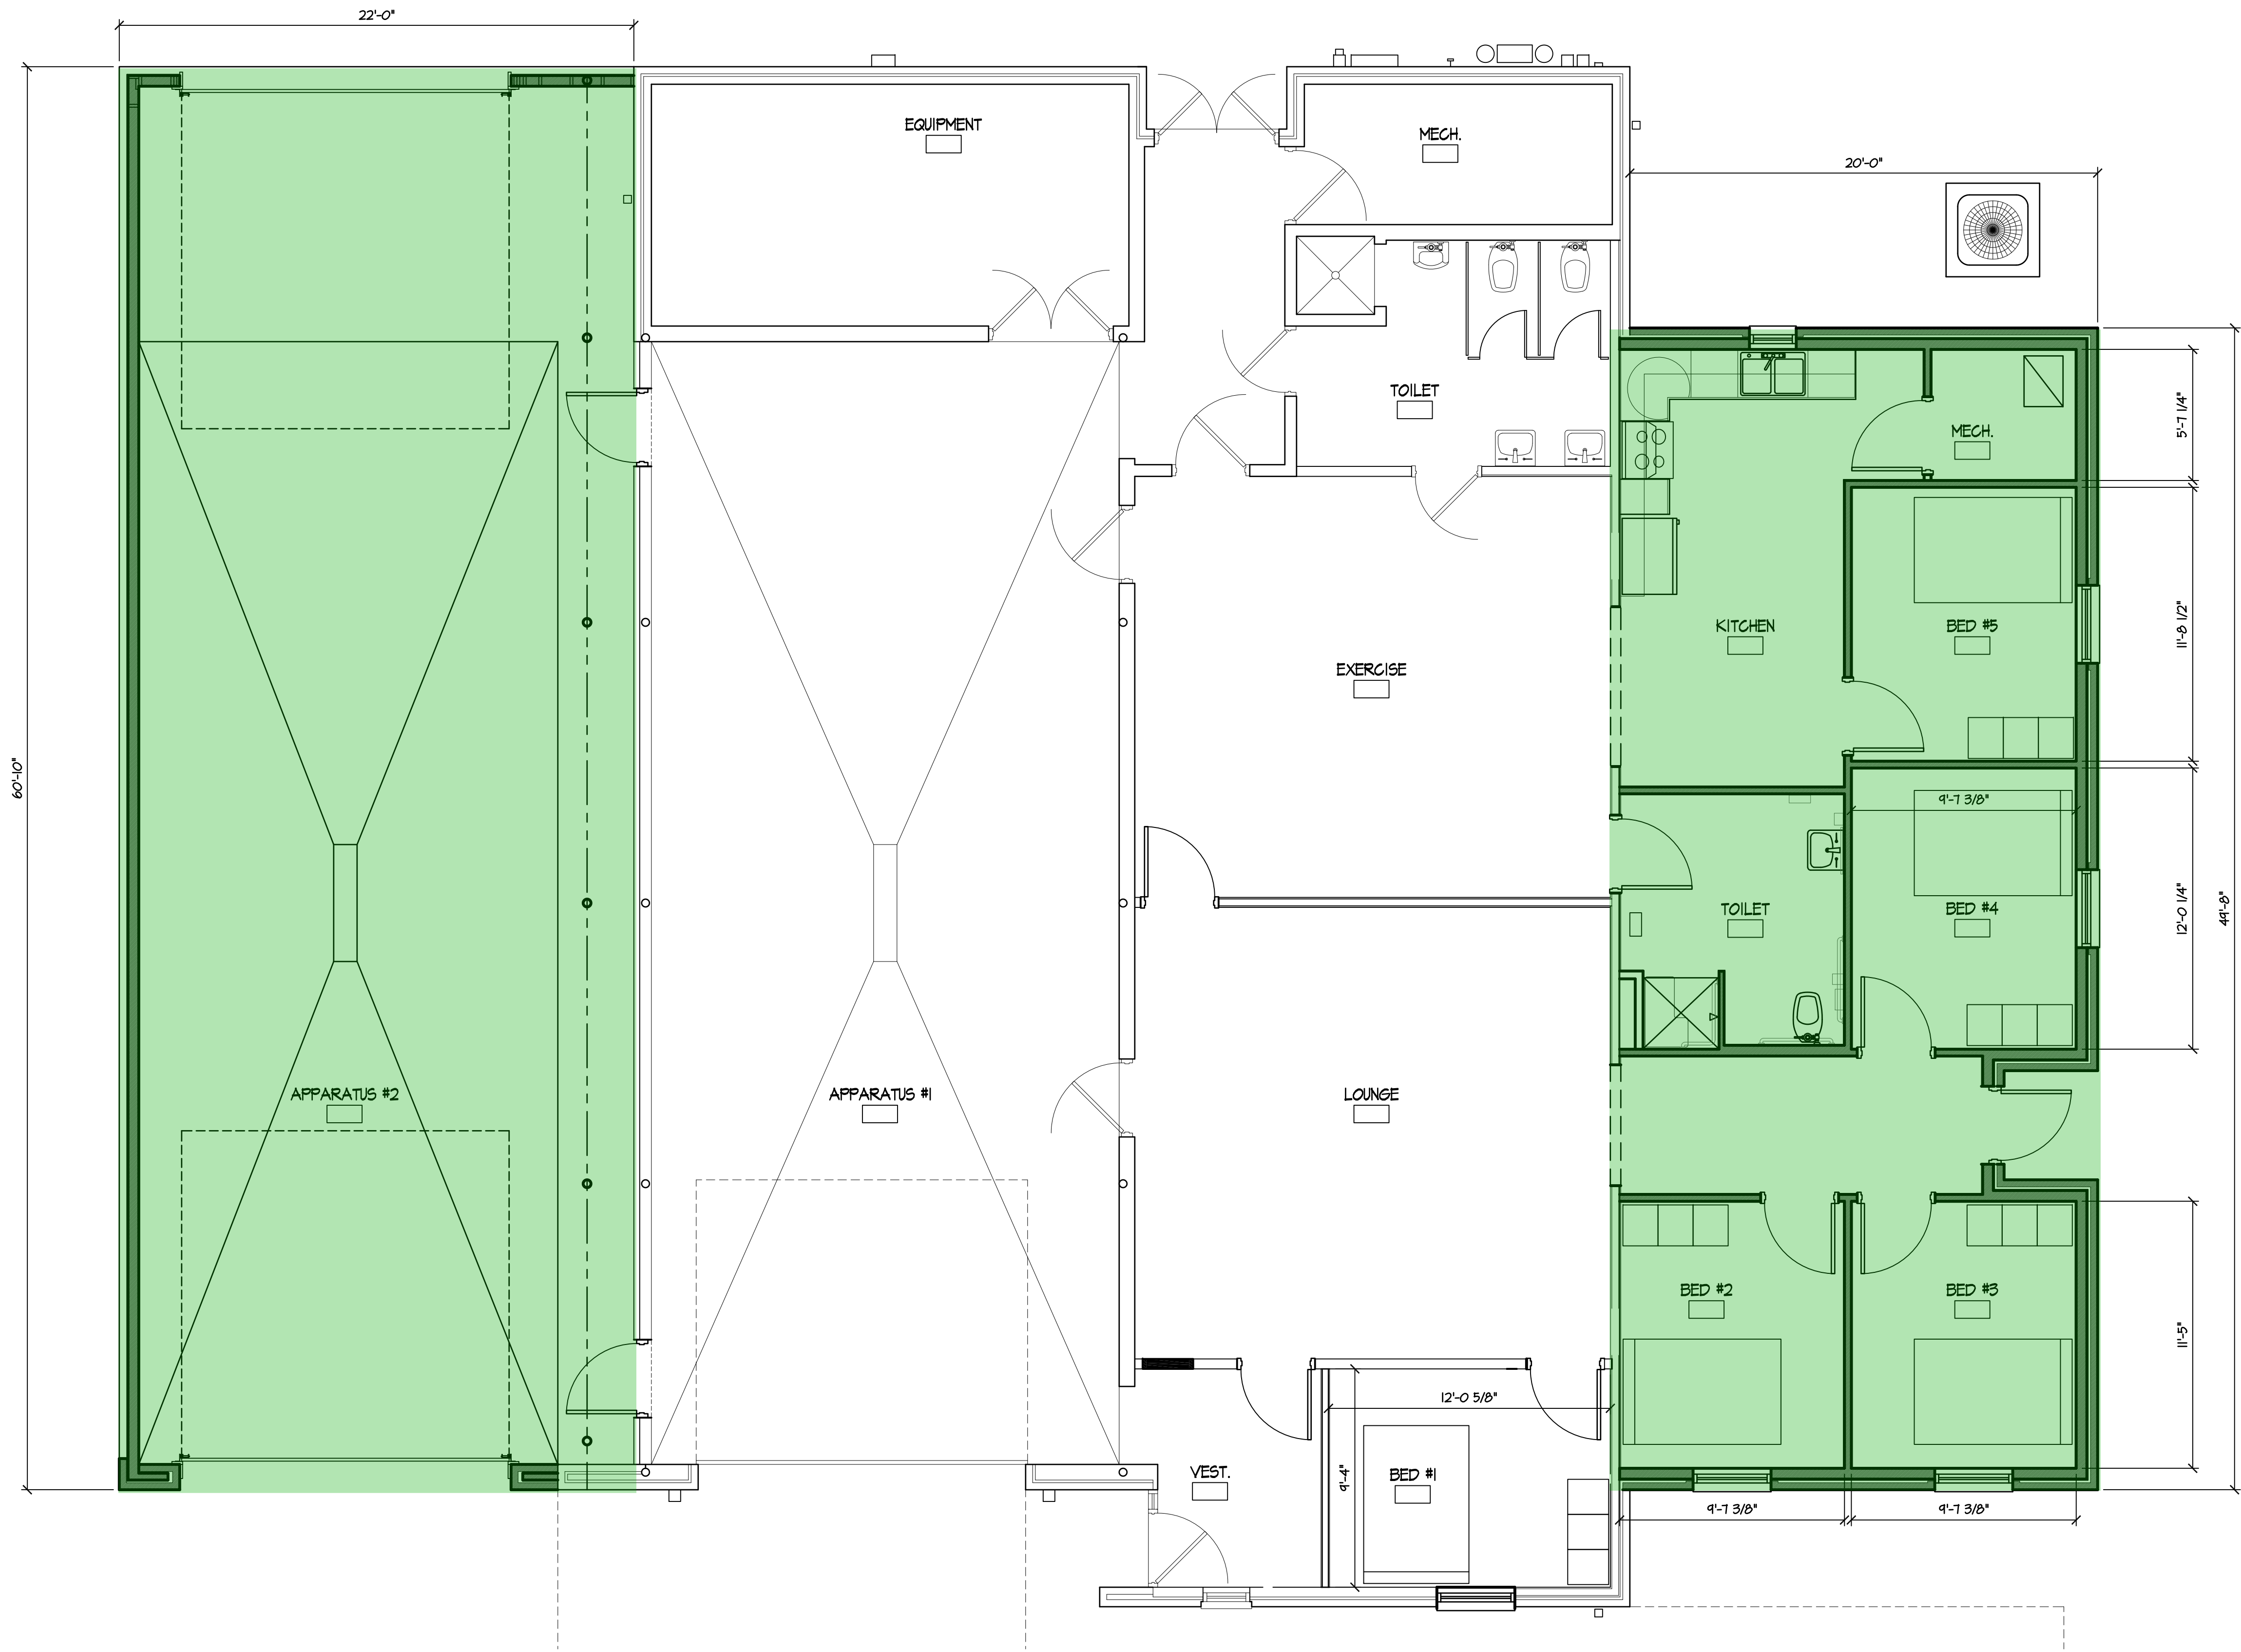 22'-0"
EQUIPMENT
MECH.
20'-0"
TOILET
5'-7 1/4"
MECH.
KITCHEN
BED #5
11'-8 1/2"
EXERCISE
60'-10"
9'-7 3/8"
TOILET
BED #4
12'-0 1/4"
49'-8"
APPARATUS #2
APPARATUS #1
LOUNGE
BED #2
BED #3
11'-5"
12'-0 5/8"
VEST.
9'-4"
BED #1
9'-7 3/8"
9'-7 3/8"